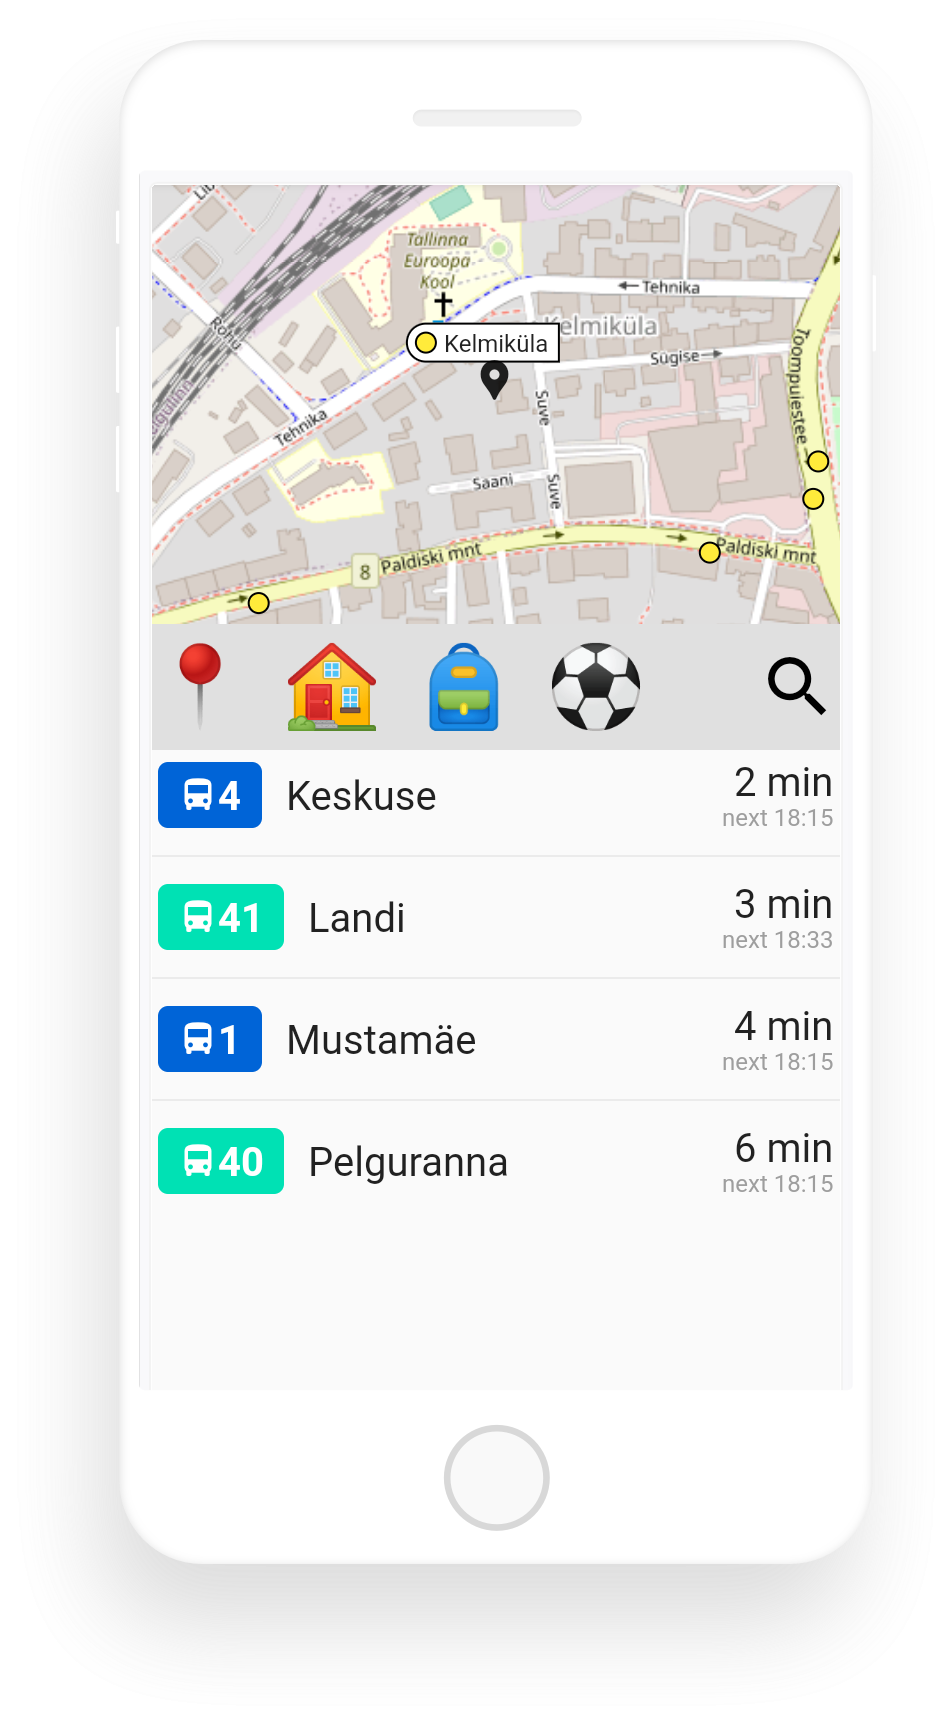 Tallinna
Euroopa
Kool
Tehnika
Rohu
Kelmiküla
Kelmiküla
Sügise
Toompuiestee
Suve
Tehnika
Saani
Suve
Paldiski mnt
8
Paldiski mnt
4 Keskuse 2 min
next 18:15
41 Landi 3 min
next 18:33
1 Mustamäe 4 min
next 18:15
40 Pelguranna 6 min
next 18:15